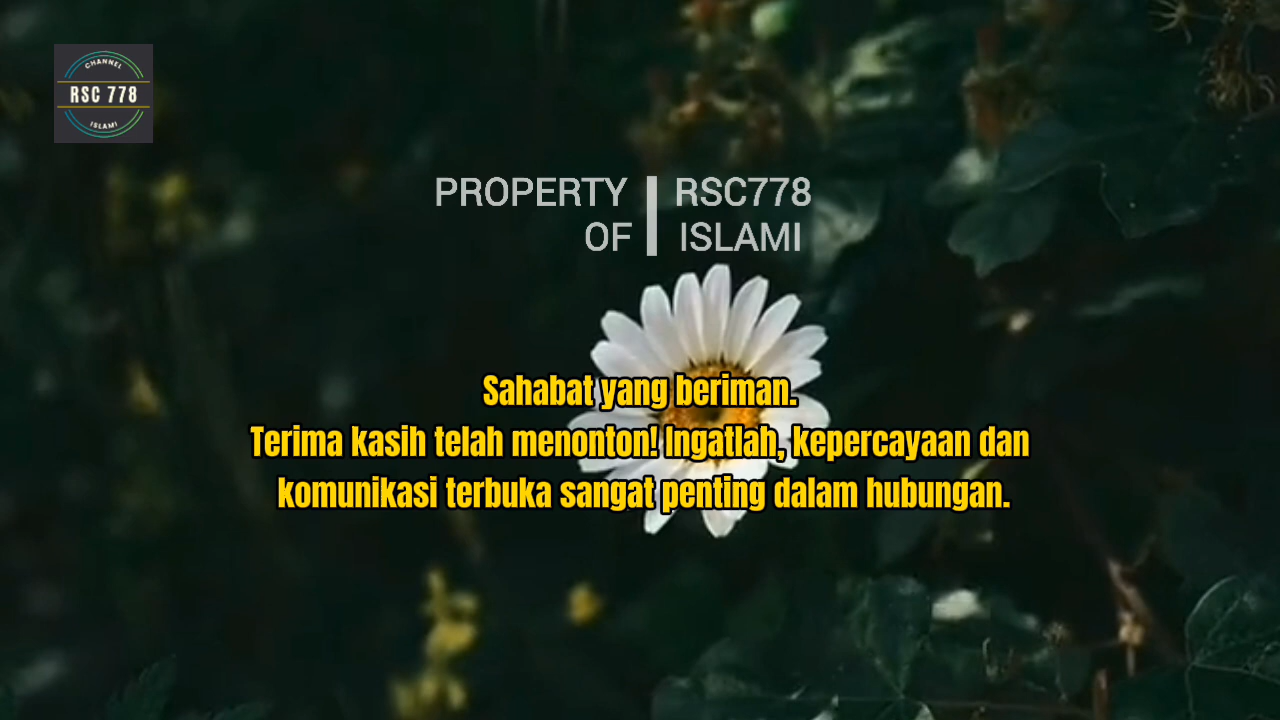 CHANNEL
RSC 778
ISLAMI
PROPERTY OF | RSC778 ISLAMI
Sahabat yang beriman.
Terima kasih telah menonton! Ingatlah, kepercayaan dan
komunikasi terbuka sangat penting dalam hubungan.